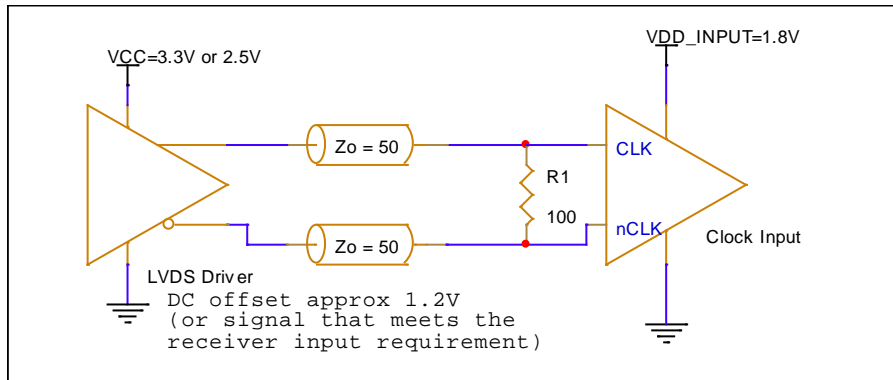 VCC=3.3V or 2.5V
VDD_INPUT=1.8V
Zo = 50
CLK
R1
100
Zo = 50
nCLK
Clock Input
LVDS Driver
DC offset approx 1.2V
(or signal that meets the
receiver input requirement)